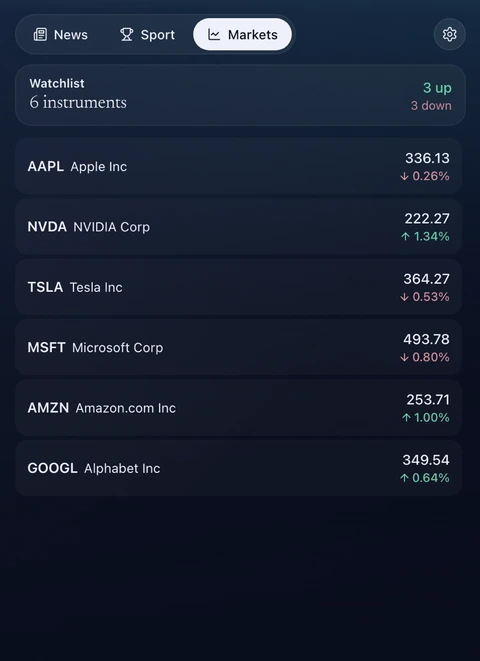 News Sport Markets
Watchlist
6 instruments
3 up
3 down
AAPL Apple Inc
336.13
↓ 0.26%
NVDA NVIDIA Corp
222.27
↑ 1.34%
TSLA Tesla Inc
364.27
↓ 0.53%
MSFT Microsoft Corp
493.78
↓ 0.80%
AMZN Amazon.com Inc
253.71
↑ 1.00%
GOOGL Alphabet Inc
349.54
↑ 0.64%